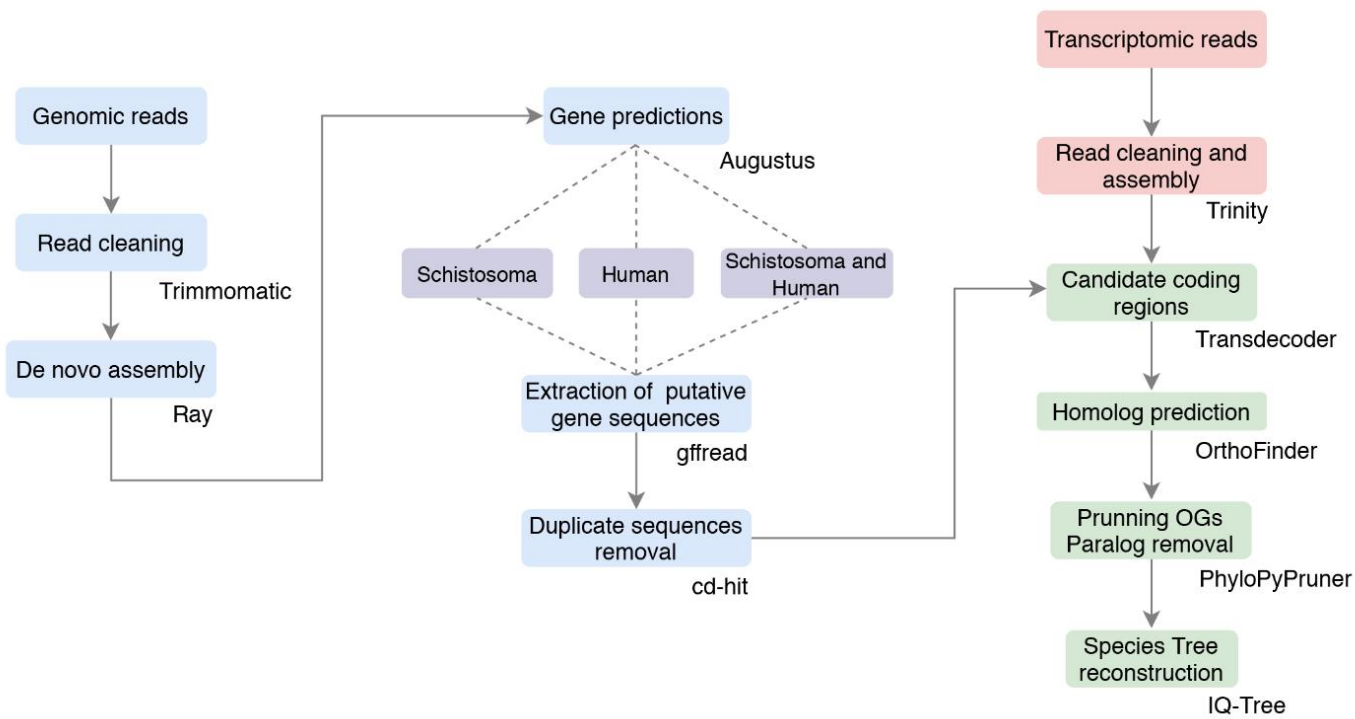 Genomic reads
Read cleaning
Trimmomatic
De novo assembly
Ray
Gene predictions
Augustus
Schistosoma
Human
Schistosoma and
Human
Extraction of putative
gene sequences
gffread
Duplicate sequences
removal
cd-hit
Transcriptomic reads
Read cleaning and
assembly
Trinity
Candidate coding
regions
Transdecoder
Homolog prediction
OrthoFinder
Prunning OGs
Paralog removal
PhyloPyPruner
Species Tree
reconstruction
IQ-Tree